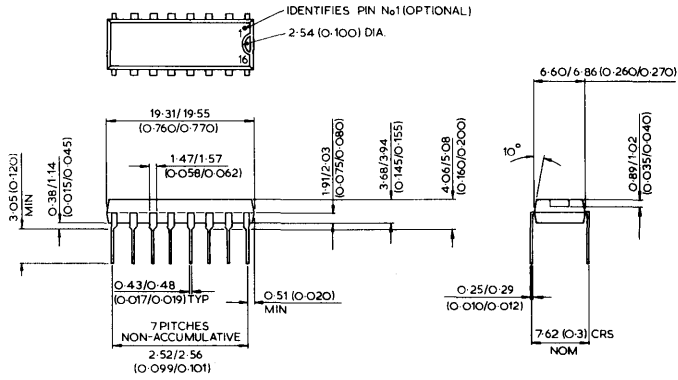 IDENTIFIES PIN No1 (OPTIONAL)
1
2·54 (0·100) DIA.
16
6·60/6·86 (0·260/0·270)
19·31/19·55
(0·760/0·770)
1·47/1·57
(0·058/0·062)
3·05 (0·120)
MIN
0·38/1·14
(0·015/0·045)
1·91/2·03
(0·075/0·080)
3·68/3·94
(0·145/0·155)
4·06/5·08
(0·160/0·200)
10°
0·89/1·02
(0·035/0·040)
0·43/0·48
(0·017/0·019) TYP
0·51 (0·020)
MIN
7 PITCHES
NON-ACCUMULATIVE
2·52/2·56
(0·099/0·101)
0·25/0·29
(0·010/0·012)
7·62 (0·3) CRS
NOM